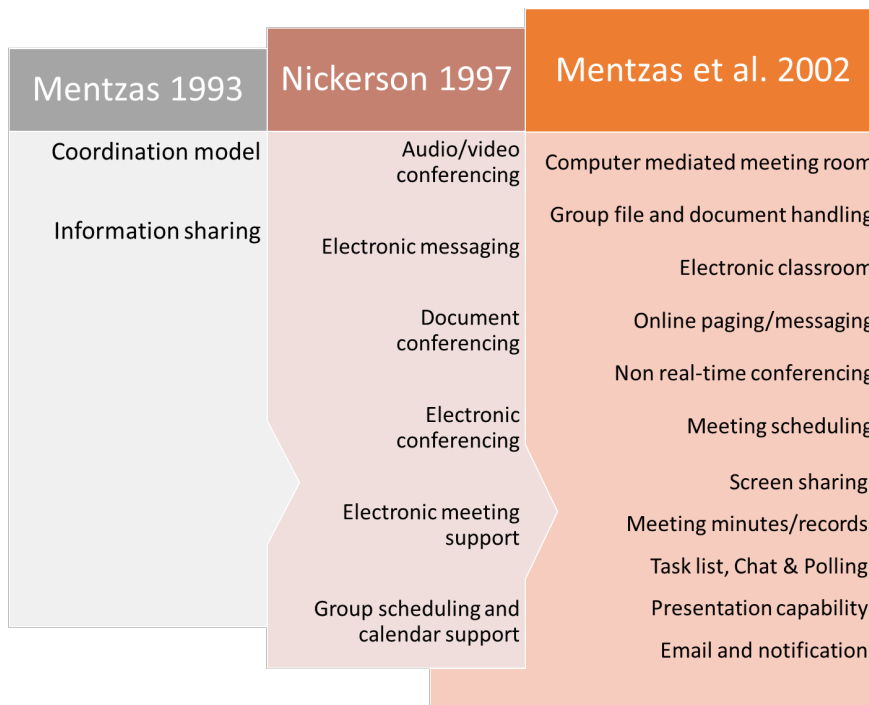 Mentzas 1993
Coordination model
Information sharing
Nickerson 1997
Audio/video
conferencing
Electronic messaging
Document
conferencing
Electronic
conferencing
Electronic meeting
support
Group scheduling and
calendar support
Mentzas et al. 2002
Computer mediated meeting room
Group file and document handling
Electronic classroom
Online paging/messaging
Non real-time conferencing
Meeting scheduling
Screen sharing
Meeting minutes/records
Task list, Chat & Polling
Presentation capability
Email and notification